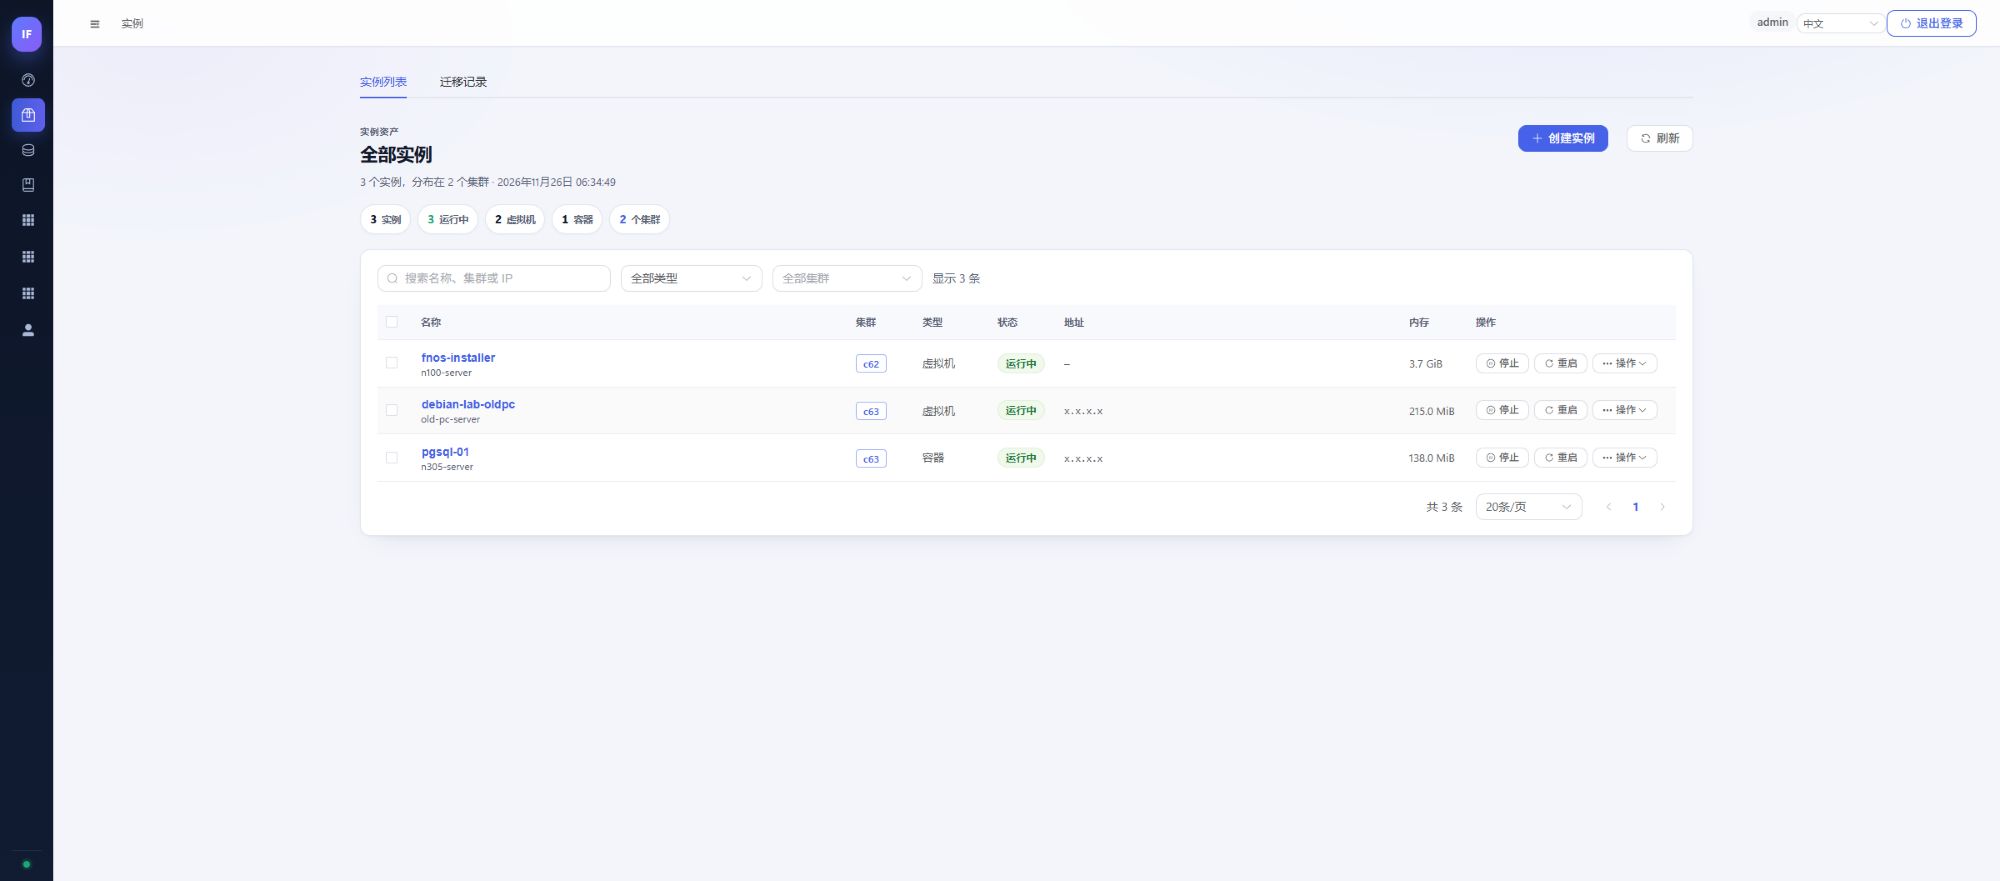 IF
实例
admin
中文
退出登录
实例列表
迁移记录
实例资产
全部实例
3 个实例，分布在 2 个集群 · 2026年11月26日 06:34:49
创建实例
刷新
3 实例
3 运行中
2 虚拟机
1 容器
2 个集群
搜索名称、集群或 IP
全部类型
全部集群
显示 3 条
名称 集群 类型 状态 地址 内存 操作
fnos-installer c62 虚拟机 运行中 – 3.7 GiB 停止 重启 ··· 操作
n100-server
debian-lab-oldpc c63 虚拟机 运行中 x.x.x.x 215.0 MiB 停止 重启 ··· 操作
old-pc-server
pgsql-01 c63 容器 运行中 x.x.x.x 138.0 MiB 停止 重启 ··· 操作
n305-server
共 3 条 20条/页 1